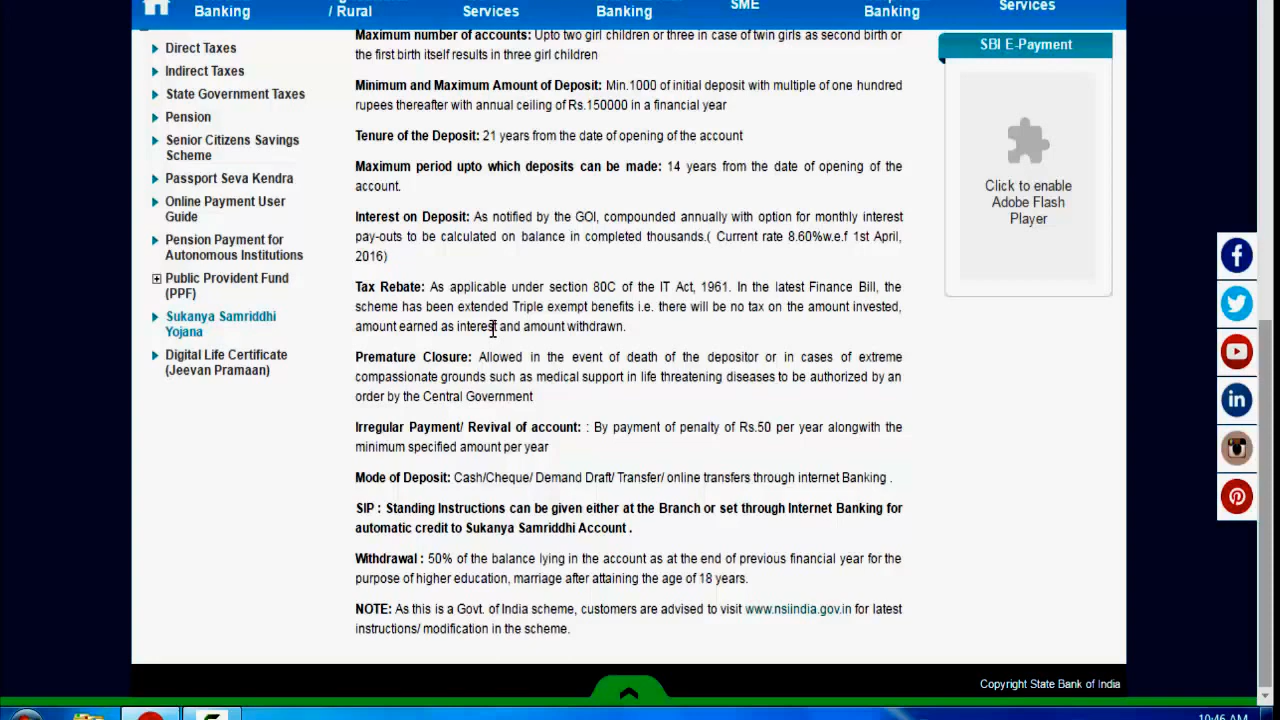 Banking
/ Rural
Services
Banking
SME
Banking
Services
Direct Taxes
Indirect Taxes
State Government Taxes
Pension
Senior Citizens Savings
Scheme
Passport Seva Kendra
Online Payment User
Guide
Pension Payment for
Autonomous Institutions
Public Provident Fund
(PPF)
Sukanya Samriddhi
Yojana
Digital Life Certificate
(Jeevan Pramaan)
Maximum number of accounts: Upto two girl children or three in case of twin girls as second birth or
the first birth itself results in three girl children
Minimum and Maximum Amount of Deposit: Min.1000 of initial deposit with multiple of one hundred
rupees thereafter with annual ceiling of Rs.150000 in a financial year
Tenure of the Deposit: 21 years from the date of opening of the account
Maximum period upto which deposits can be made: 14 years from the date of opening of the
account.
Interest on Deposit: As notified by the GOI, compounded annually with option for monthly interest
pay-outs to be calculated on balance in completed thousands.( Current rate 8.60%w.e.f 1st April,
2016)
Tax Rebate: As applicable under section 80C of the IT Act, 1961. In the latest Finance Bill, the
scheme has been extended Triple exempt benefits i.e. there will be no tax on the amount invested,
amount earned as interest and amount withdrawn.
Premature Closure: Allowed in the event of death of the depositor or in cases of extreme
compassionate grounds such as medical support in life threatening diseases to be authorized by an
order by the Central Government
Irregular Payment/ Revival of account: : By payment of penalty of Rs.50 per year alongwith the
minimum specified amount per year
Mode of Deposit: Cash/Cheque/ Demand Draft/ Transfer/ online transfers through internet Banking .
SIP : Standing Instructions can be given either at the Branch or set through Internet Banking for
automatic credit to Sukanya Samriddhi Account .
Withdrawal : 50% of the balance lying in the account as at the end of previous financial year for the
purpose of higher education, marriage after attaining the age of 18 years.
NOTE: As this is a Govt. of India scheme, customers are advised to visit www.nsiindia.gov.in for latest
instructions/ modification in the scheme.
SBI E-Payment
Click to enable
Adobe Flash
Player
Copyright State Bank of India
10:46 AM